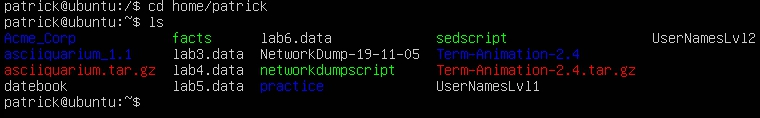 patrick@ubuntu:/$ cd home/patrick
patrick@ubuntu:~$ ls
Acme_Corp facts lab6.data sedscript UserNamesLvl2
asciiquarium_1.1 lab3.data NetworkDump-19-11-05 Term-Animation-2.4
asciiquarium.tar.gz lab4.data networkdumpscript Term-Animation-2.4.tar.gz
datebook lab5.data practice UserNamesLvl1
patrick@ubuntu:~$